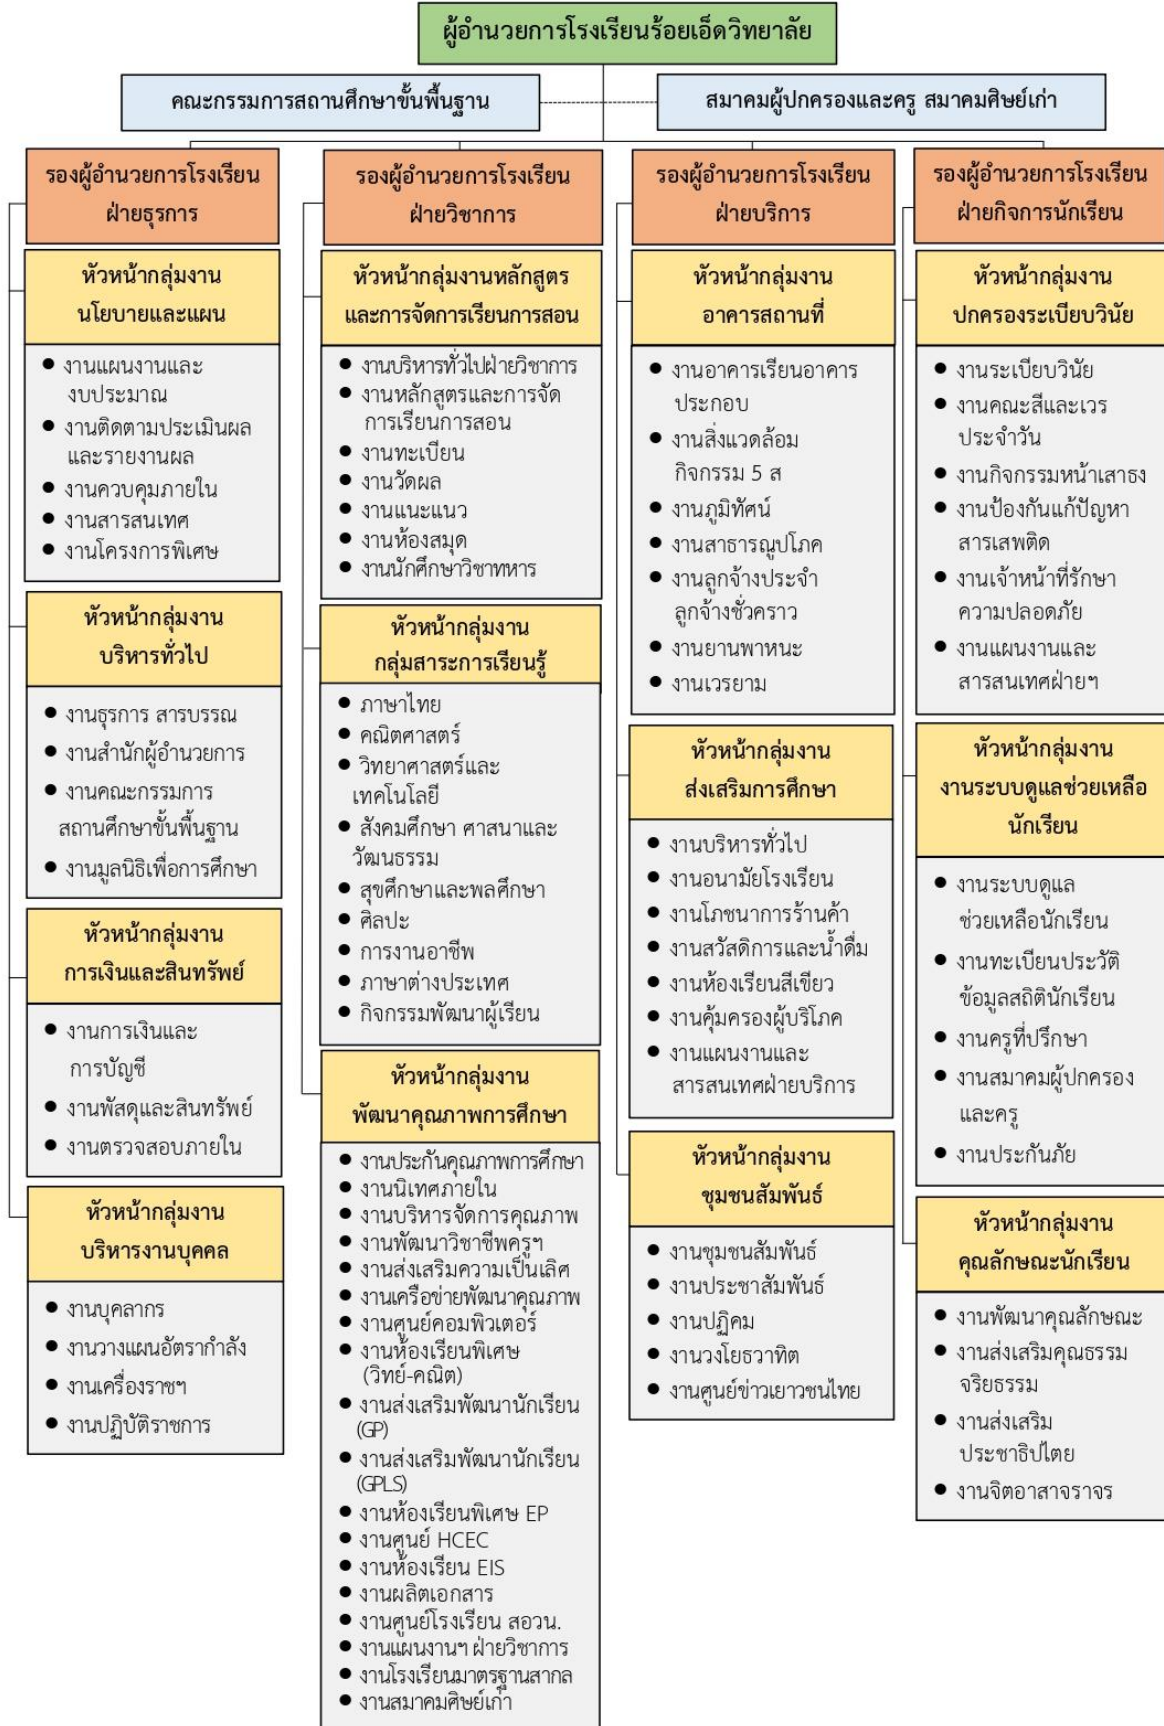 ผู้อำนวยการโรงเรียนร้อยเอ็ดวิทยาลัย
คณะกรรมการสถานศึกษาขั้นพื้นฐาน
สมาคมผู้ปกครองและครู สมาคมศิษย์เก่า
รองผู้อำนวยการโรงเรียน
ฝ่ายธุรการ
หัวหน้ากลุ่มงาน
นโยบายและแผน
● งานแผนงานและ
งบประมาณ
● งานติดตามประเมินผล
และรายงานผล
● งานควบคุมภายใน
● งานสารสนเทศ
● งานโครงการพิเศษ
หัวหน้ากลุ่มงาน
บริหารทั่วไป
● งานธุรการ สารบรรณ
● งานสำนักผู้อำนวยการ
● งานคณะกรรมการ
สถานศึกษาขั้นพื้นฐาน
● งานมูลนิธิเพื่อการศึกษา
หัวหน้ากลุ่มงาน
การเงินและสินทรัพย์
● งานการเงินและ
การบัญชี
● งานพัสดุและสินทรัพย์
● งานตรวจสอบภายใน
หัวหน้ากลุ่มงาน
บริหารงานบุคคล
● งานบุคลากร
● งานวางแผนอัตรากำลัง
● งานเครื่องราชฯ
● งานปฏิบัติราชการ
รองผู้อำนวยการโรงเรียน
ฝ่ายวิชาการ
หัวหน้ากลุ่มงานหลักสูตร
และการจัดการเรียนการสอน
● งานบริหารทั่วไปฝ่ายวิชาการ
● งานหลักสูตรและการจัด
การเรียนการสอน
● งานทะเบียน
● งานวัดผล
● งานแนะแนว
● งานห้องสมุด
● งานนักศึกษาวิชาทหาร
หัวหน้ากลุ่มงาน
กลุ่มสาระการเรียนรู้
● ภาษาไทย
● คณิตศาสตร์
● วิทยาศาสตร์และ
เทคโนโลยี
● สังคมศึกษา ศาสนาและ
วัฒนธรรม
● สุขศึกษาและพลศึกษา
● ศิลปะ
● การงานอาชีพ
● ภาษาต่างประเทศ
● กิจกรรมพัฒนาผู้เรียน
หัวหน้ากลุ่มงาน
พัฒนาคุณภาพการศึกษา
● งานประกันคุณภาพการศึกษา
● งานนิเทศภายใน
● งานบริหารจัดการคุณภาพ
● งานพัฒนาวิชาชีพครูฯ
● งานส่งเสริมความเป็นเลิศ
● งานเครือข่ายพัฒนาคุณภาพ
● งานศูนย์คอมพิวเตอร์
● งานห้องเรียนพิเศษ
(วิทย์-คณิต)
● งานส่งเสริมพัฒนานักเรียน
(GP)
● งานส่งเสริมพัฒนานักเรียน
(GPLS)
● งานห้องเรียนพิเศษ EP
● งานศูนย์ HCEC
● งานห้องเรียน EIS
● งานผลิตเอกสาร
● งานศูนย์โรงเรียน สอวน.
● งานแผนงานฯ ฝ่ายวิชาการ
● งานโรงเรียนมาตรฐานสากล
● งานสมาคมศิษย์เก่า
รองผู้อำนวยการโรงเรียน
ฝ่ายบริการ
หัวหน้ากลุ่มงาน
อาคารสถานที่
● งานอาคารเรียนอาคาร
ประกอบ
● งานสิ่งแวดล้อม
กิจกรรม 5 ส
● งานภูมิทัศน์
● งานสาธารณูปโภค
● งานลูกจ้างประจำ
ลูกจ้างชั่วคราว
● งานยานพาหนะ
● งานเวรยาม
หัวหน้ากลุ่มงาน
ส่งเสริมการศึกษา
● งานบริหารทั่วไป
● งานอนามัยโรงเรียน
● งานโภชนาการร้านค้า
● งานสวัสดิการและน้ำดื่ม
● งานห้องเรียนสีเขียว
● งานคุ้มครองผู้บริโภค
● งานแผนงานและ
สารสนเทศฝ่ายบริการ
หัวหน้ากลุ่มงาน
ชุมชนสัมพันธ์
● งานชุมชนสัมพันธ์
● งานประชาสัมพันธ์
● งานปฏิคม
● งานวงโยธวาทิต
● งานศูนย์ข่าวเยาวชนไทย
รองผู้อำนวยการโรงเรียน
ฝ่ายกิจการนักเรียน
หัวหน้ากลุ่มงาน
ปกครองระเบียบวินัย
● งานระเบียบวินัย
● งานคณะสีและเวร
ประจำวัน
● งานกิจกรรมหน้าเสาธง
● งานป้องกันแก้ปัญหา
สารเสพติด
● งานเจ้าหน้าที่รักษา
ความปลอดภัย
● งานแผนงานและ
สารสนเทศฝ่ายฯ
หัวหน้ากลุ่มงาน
งานระบบดูแลช่วยเหลือ
นักเรียน
● งานระบบดูแล
ช่วยเหลือนักเรียน
● งานทะเบียนประวัติ
ข้อมูลสถิตินักเรียน
● งานครูที่ปรึกษา
● งานสมาคมผู้ปกครอง
และครู
● งานประกันภัย
หัวหน้ากลุ่มงาน
คุณลักษณะนักเรียน
● งานพัฒนาคุณลักษณะ
● งานส่งเสริมคุณธรรม
จริยธรรม
● งานส่งเสริม
ประชาธิปไตย
● งานจิตอาสาจราจร